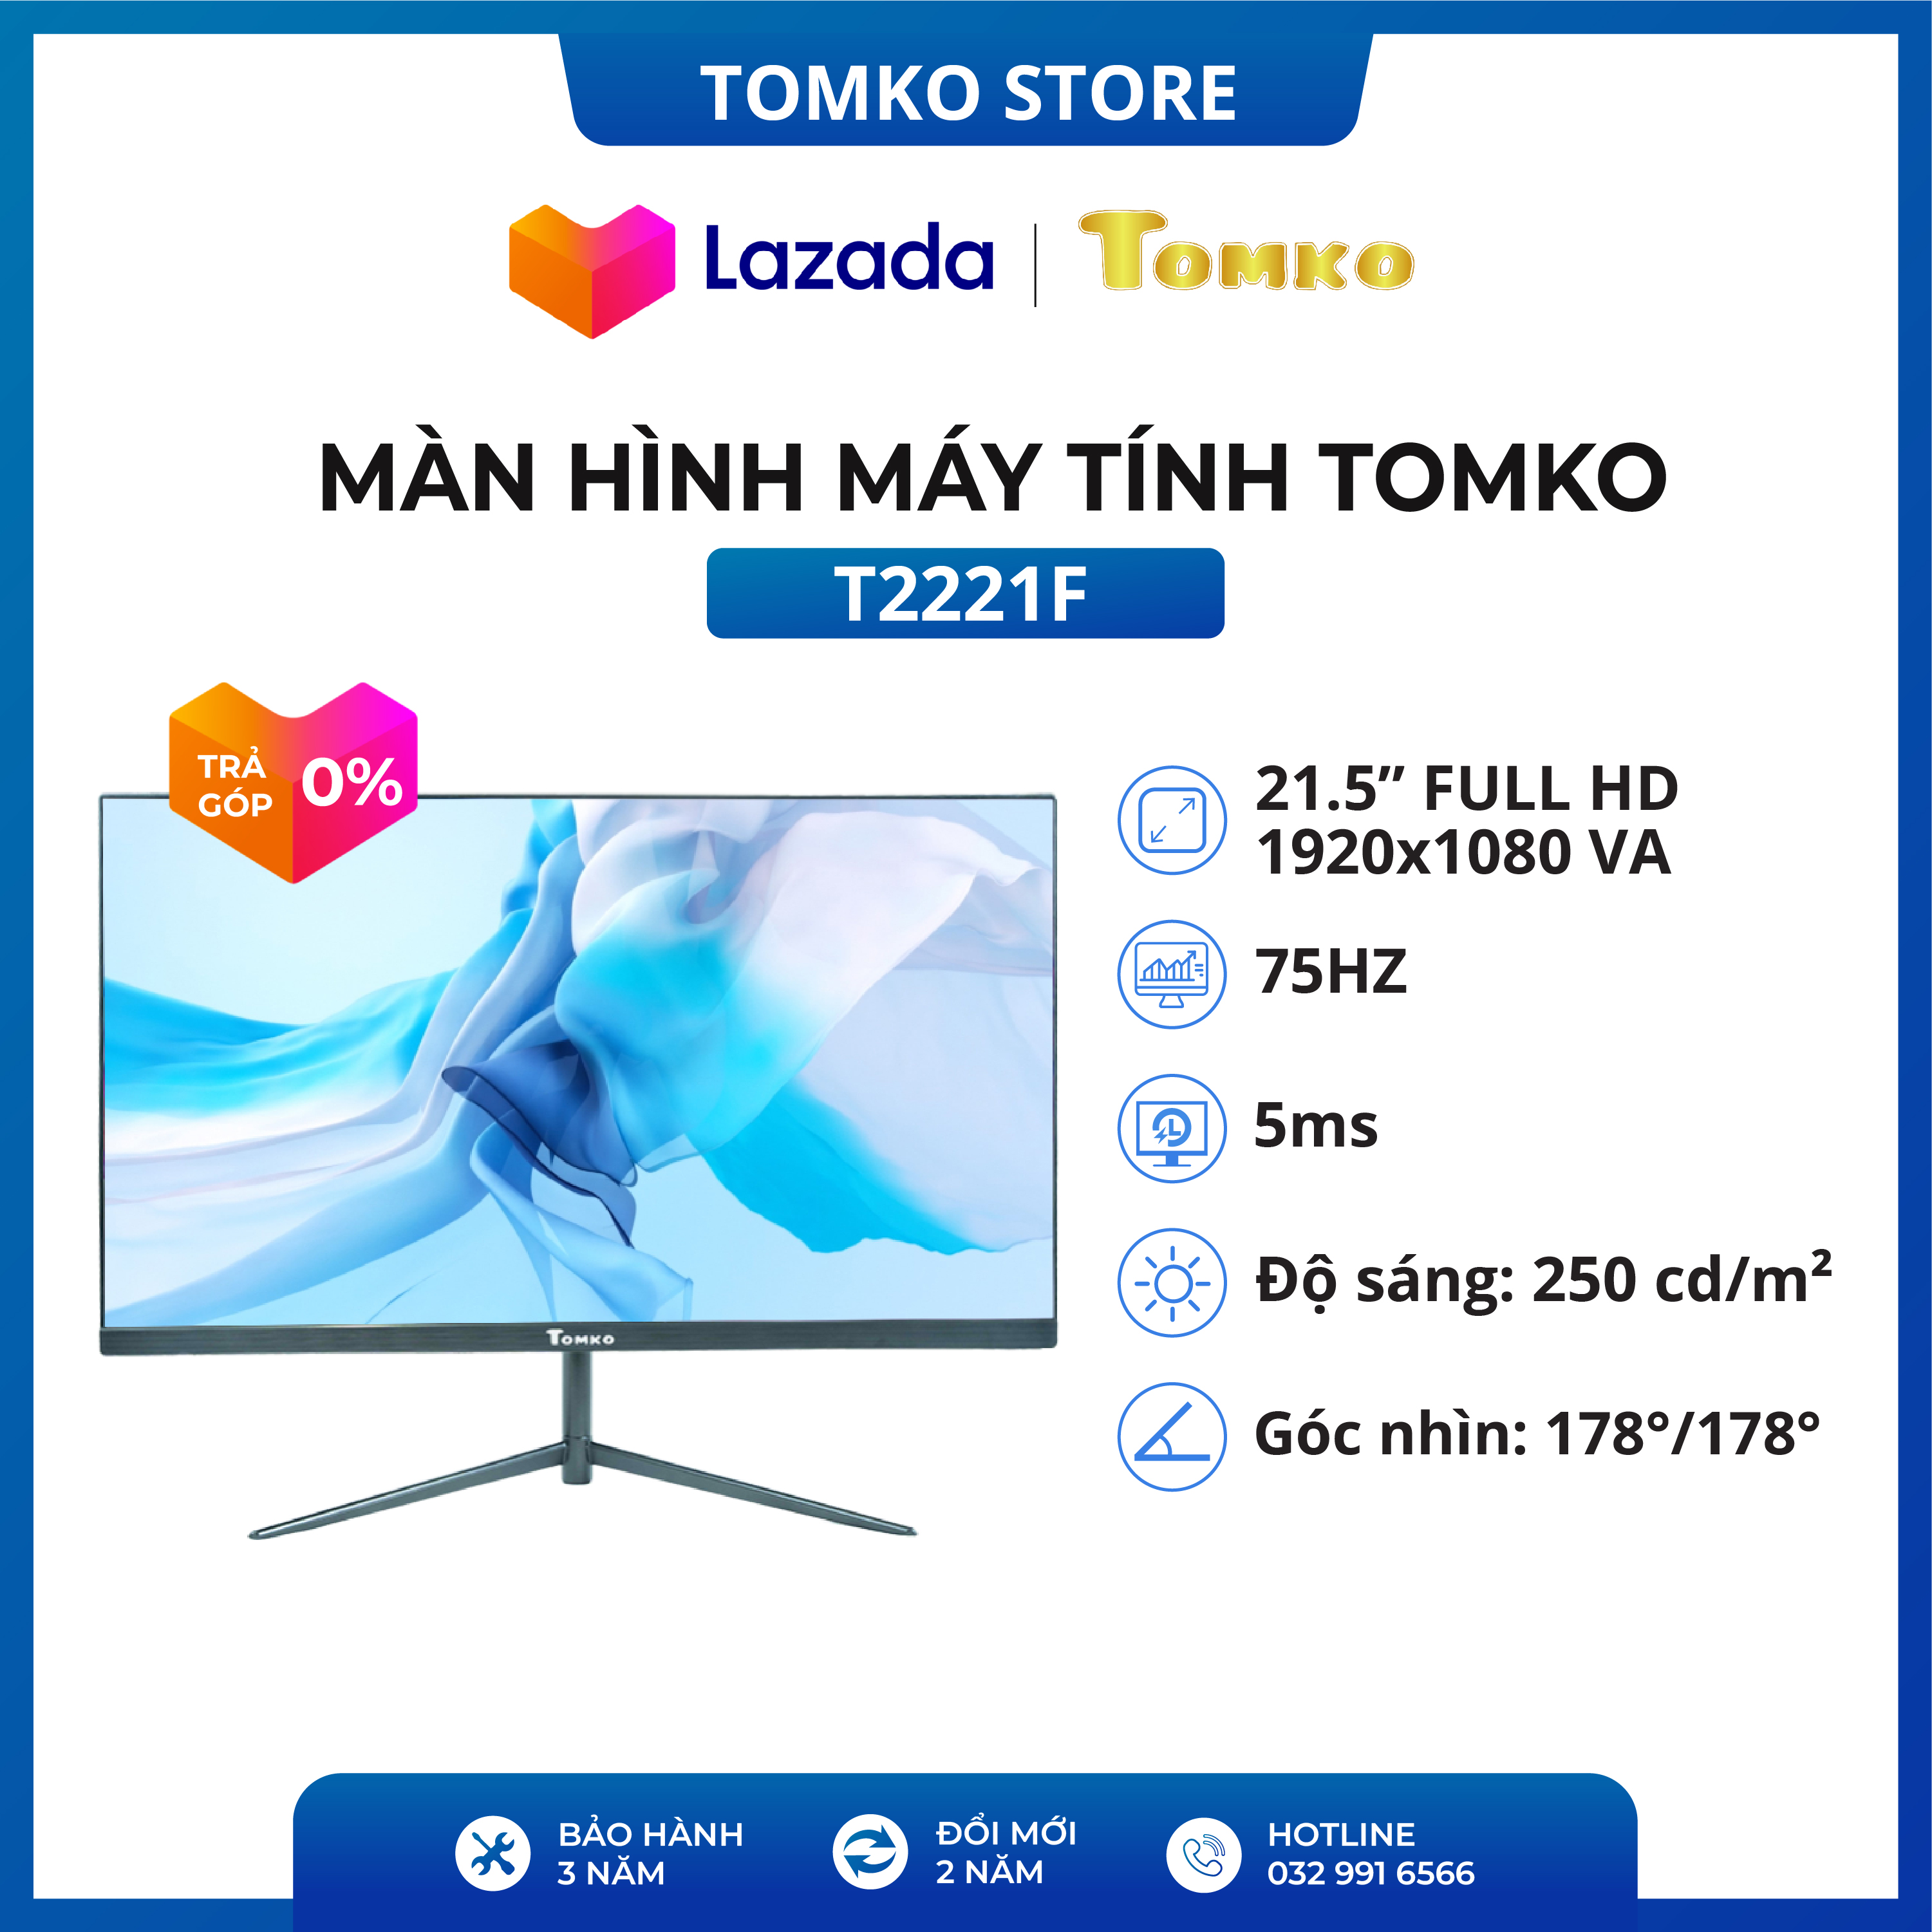 TOMKO STORE
Lazada | TOMKO
MÀN HÌNH MÁY TÍNH TOMKO
T2221F
TRẢ
GÓP
0%
21.5” FULL HD
1920x1080 VA
75HZ
5ms
Độ sáng: 250 cd/m²
Góc nhìn: 178°/178°
TOMKO
BẢO HÀNH
3 NĂM
ĐỔI MỚI
2 NĂM
HOTLINE
032 991 6566